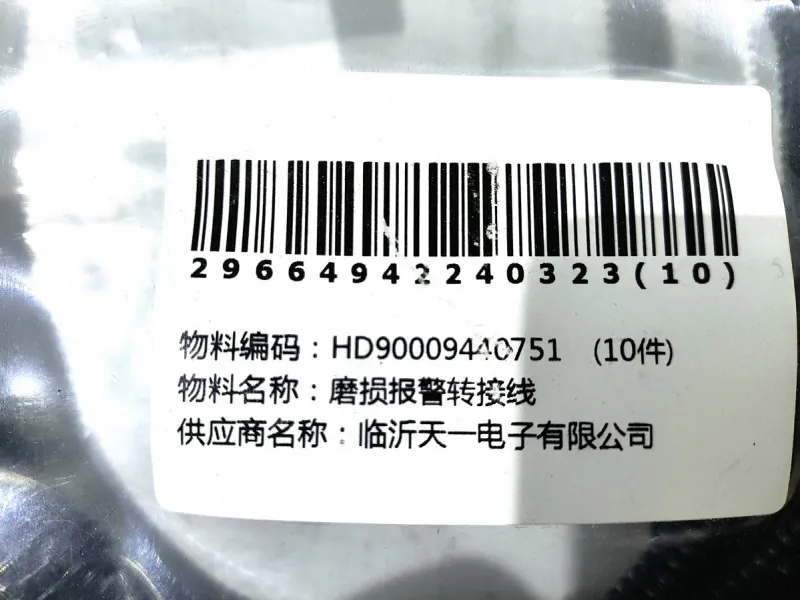 29664942240323(10)
物料编码：HD90009440751 (10件)
物料名称：磨损报警转接线
供应商名称：临沂天一电子有限公司